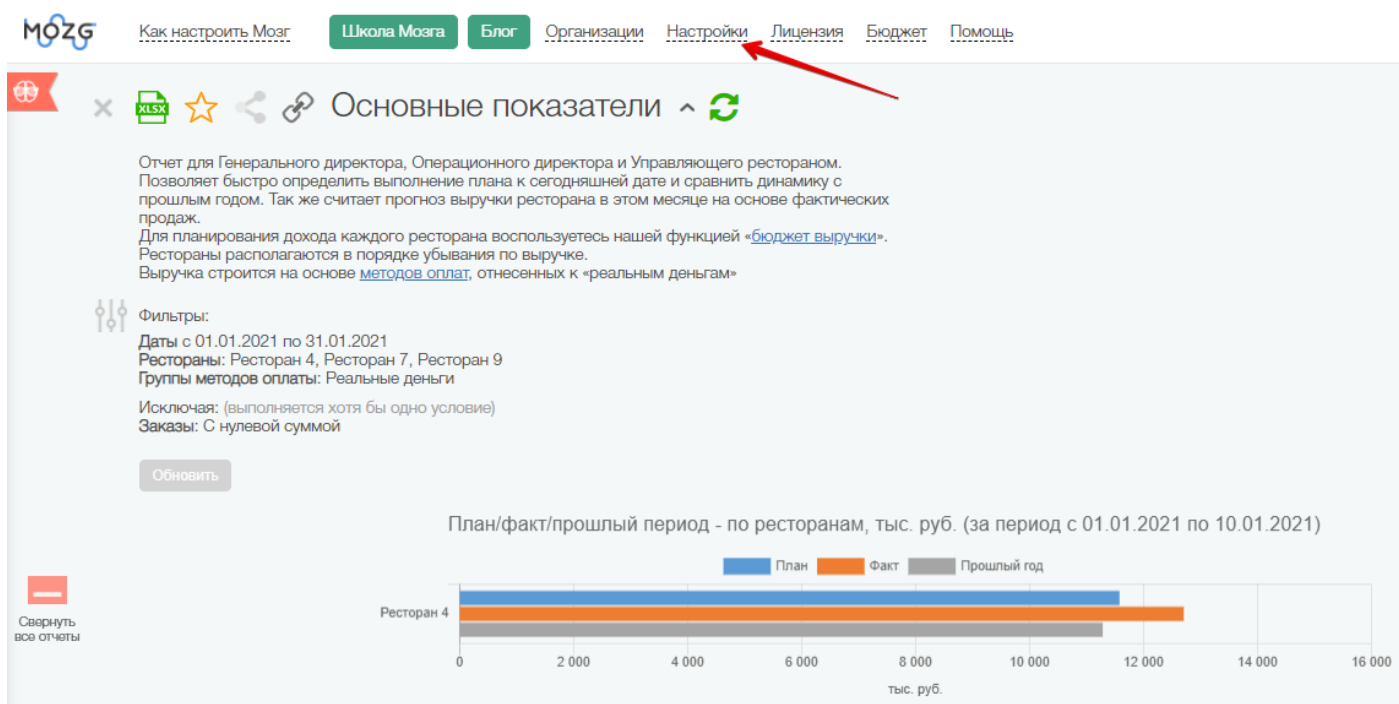 MOZG Как настроить Мозг Школа Мозга Блог Организации Настройки Лицензия Бюджет Помощь
XLSX Основные показатели
Отчет для Генерального директора, Операционного директора и Управляющего рестораном.
Позволяет быстро определить выполнение плана к сегодняшней дате и сравнить динамику с
прошлым годом. Так же считает прогноз выручки ресторана в этом месяце на основе фактических
продаж.
Для планирования дохода каждого ресторана воспользуетесь нашей функцией «бюджет выручки».
Рестораны располагаются в порядке убывания по выручке.
Выручка строится на основе методов оплат, отнесенных к «реальным деньгам»
Фильтры:
Даты с 01.01.2021 по 31.01.2021
Рестораны: Ресторан 4, Ресторан 7, Ресторан 9
Группы методов оплаты: Реальные деньги
Исключая: (выполняется хотя бы одно условие)
Заказы: С нулевой суммой
Обновить
План/факт/прошлый период - по ресторанам, тыс. руб. (за период с 01.01.2021 по 10.01.2021)
План Факт Прошлый год
Ресторан 4
Свернуть
все отчеты
0 2 000 4 000 6 000 8 000 10 000 12 000 14 000 16 000
тыс. руб.